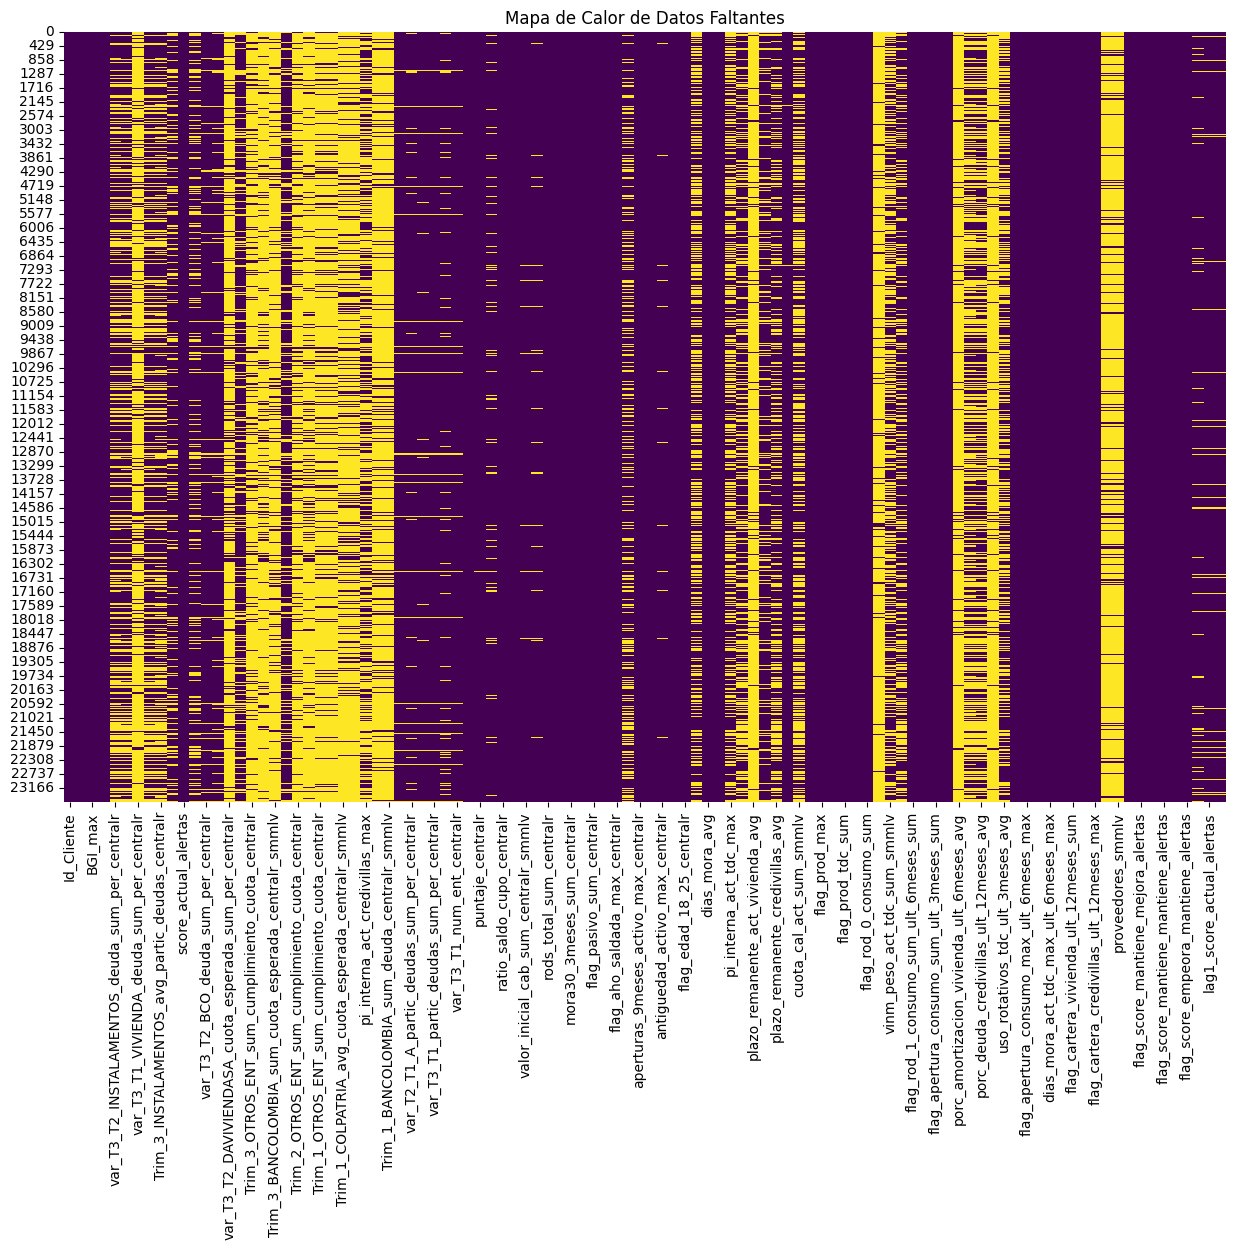 Mapa de Calor de Datos Faltantes
0
429
858
1287
1716
2145
2574
3003
3432
3861
4290
4719
5148
5577
6006
6435
6864
7293
7722
8151
8580
9009
9438
9867
10296
10725
11154
11583
12012
12441
12870
13299
13728
14157
14586
15015
15444
15873
16302
16731
17160
17589
18018
18447
18876
19305
19734
20163
20592
21021
21450
21879
22308
22737
23166
Id_Cliente
BGI_max
var_T3_T2_INSTALAMENTOS_deuda_sum_per_centralr
var_T3_T1_VIVIENDA_deuda_sum_per_centralr
Trim_3_INSTALAMENTOS_avg_partic_deudas_centralr
score_actual_alertas
var_T3_T2_BCO_deuda_sum_per_centralr
var_T3_T2_DAVIVIENDASA_cuota_esperada_sum_per_centralr
Trim_3_OTROS_ENT_sum_cumplimiento_cuota_centralr
Trim_3_BANCOLOMBIA_sum_cuota_esperada_centralr_smmlv
Trim_2_OTROS_ENT_sum_cumplimiento_cuota_centralr
Trim_1_OTROS_ENT_sum_cumplimiento_cuota_centralr
Trim_1_COLPATRIA_avg_cuota_esperada_centralr_smmlv
pi_interna_act_credivillas_max
Trim_1_BANCOLOMBIA_sum_deuda_centralr_smmlv
var_T2_T1_A_partic_deudas_sum_per_centralr
var_T3_T1_partic_deudas_sum_per_centralr
var_T3_T1_num_ent_centralr
puntaje_centralr
ratio_saldo_cupo_centralr
valor_inicial_cab_sum_centralr_smmlv
rods_total_sum_centralr
mora30_3meses_sum_centralr
flag_pasivo_sum_centralr
flag_aho_saldada_max_centralr
aperturas_9meses_activo_max_centralr
antiguedad_activo_max_centralr
flag_edad_18_25_centralr
dias_mora_avg
pi_interna_act_tdc_max
plazo_remanente_act_vivienda_avg
plazo_remanente_credivillas_avg
cuota_cal_act_sum_smmlv
flag_prod_max
flag_prod_tdc_sum
flag_rod_0_consumo_sum
vinm_peso_act_tdc_sum_smmlv
flag_rod_1_consumo_sum_ult_6meses_sum
flag_apertura_consumo_sum_ult_3meses_sum
porc_amortizacion_vivienda_ult_6meses_avg
porc_deuda_credivillas_ult_12meses_avg
uso_rotativos_tdc_ult_3meses_avg
flag_apertura_consumo_max_ult_6meses_max
dias_mora_act_tdc_max_ult_6meses_max
flag_cartera_vivienda_ult_12meses_sum
flag_cartera_credivillas_ult_12meses_max
proveedores_smmlv
flag_score_mantiene_mejora_alertas
flag_score_mantiene_alertas
flag_score_empeora_mantiene_alertas
lag1_score_actual_alertas